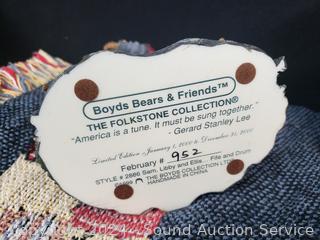 Boyds Bears & Friends™
THE FOLKSTONE COLLECTION®
"America is a tune. It must be sung together."
- Gerard Stanley Lee
Limited Edition - January 1, 2000 to December 31, 2000
February # 952
STYLE # 2886 Sam, Libby and Ellis... Fife and Drum
THE BOYDS COLLECTION LTD
HANDMADE IN CHINA
Copyright 2024 Sound Auction Service